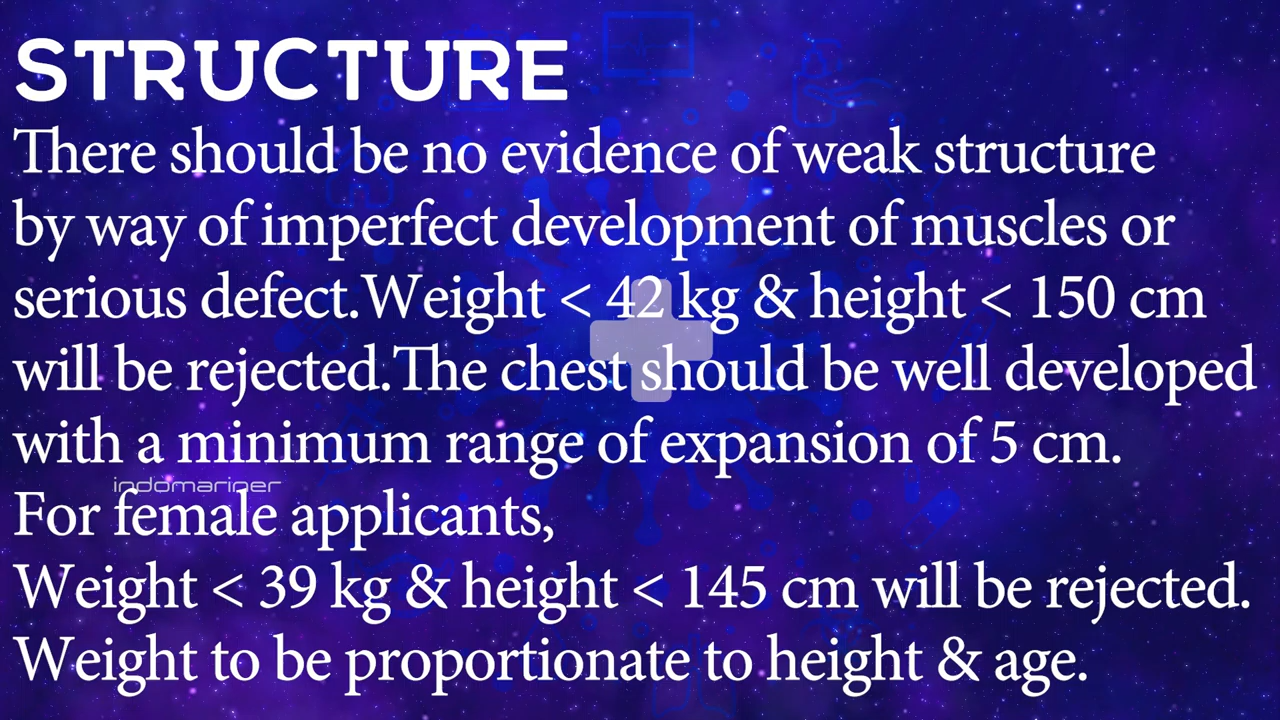 STRUCTURE
There should be no evidence of weak structure
by way of imperfect development of muscles or
serious defect.Weight < 42 kg & height < 150 cm
will be rejected.The chest should be well developed
with a minimum range of expansion of 5 cm.
indomariner
For female applicants,
Weight < 39 kg & height < 145 cm will be rejected.
Weight to be proportionate to height & age.